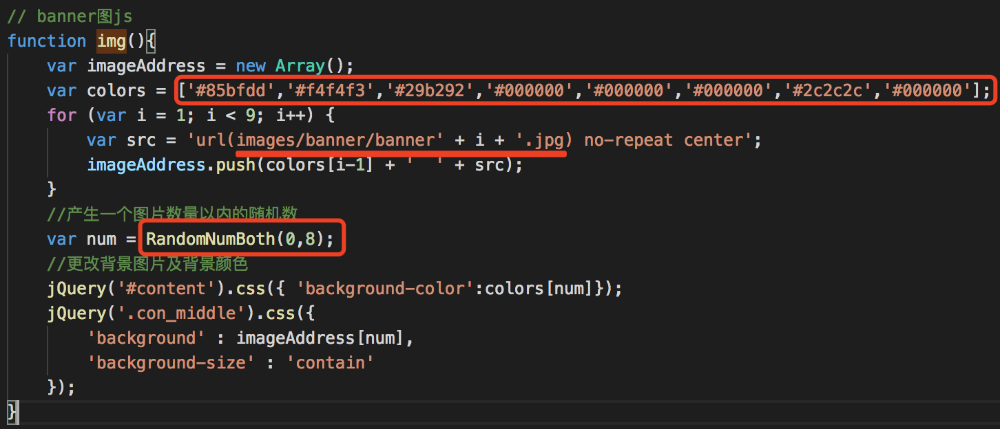 // banner图js
function img(){
var imageAddress = new Array();
var colors = ['#85bfdd','#f4f4f3','#29b292','#000000','#000000','#000000','#2c2c2c','#000000'];
for (var i = 1; i < 9; i++) {
var src = 'url(images/banner/banner' + i + '.jpg) no-repeat center';
imageAddress.push(colors[i-1] + '  ' + src);
}
//产生一个图片数量以内的随机数
var num = RandomNumBoth(0,8);
//更改背景图片及背景颜色
jQuery('#content').css({ 'background-color':colors[num]});
jQuery('.con_middle').css({
'background' : imageAddress[num],
'background-size' : 'contain'
});
}